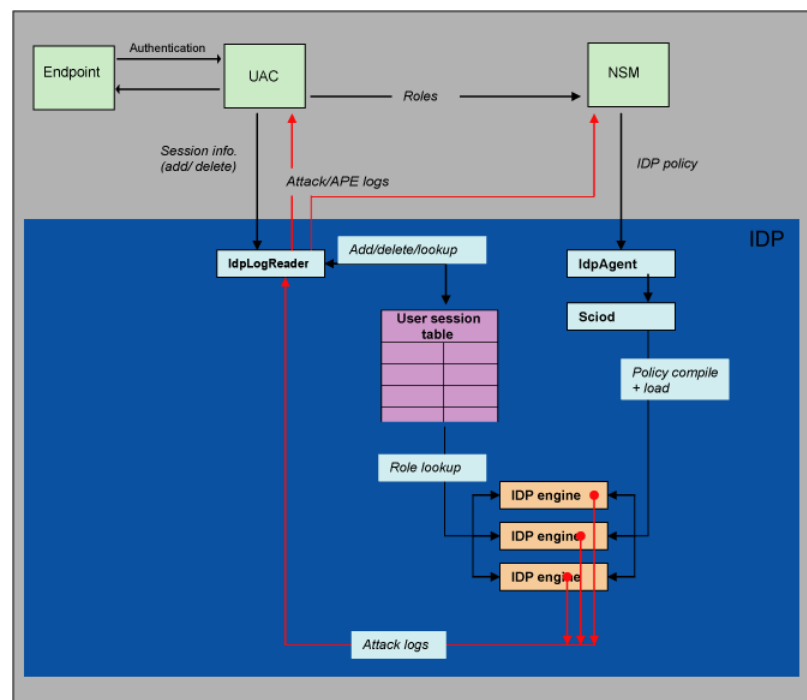 Authentication
Endpoint
UAC
NSM
Roles
Session info.
(add/ delete)
Attack/APE logs
IDP policy
IDP
Add/delete/lookup
IdpLogReader
IdpAgent
User session
table
Sciod
Policy compile
+ load
Role lookup
IDP engine
IDP engine
IDP engine
Attack logs